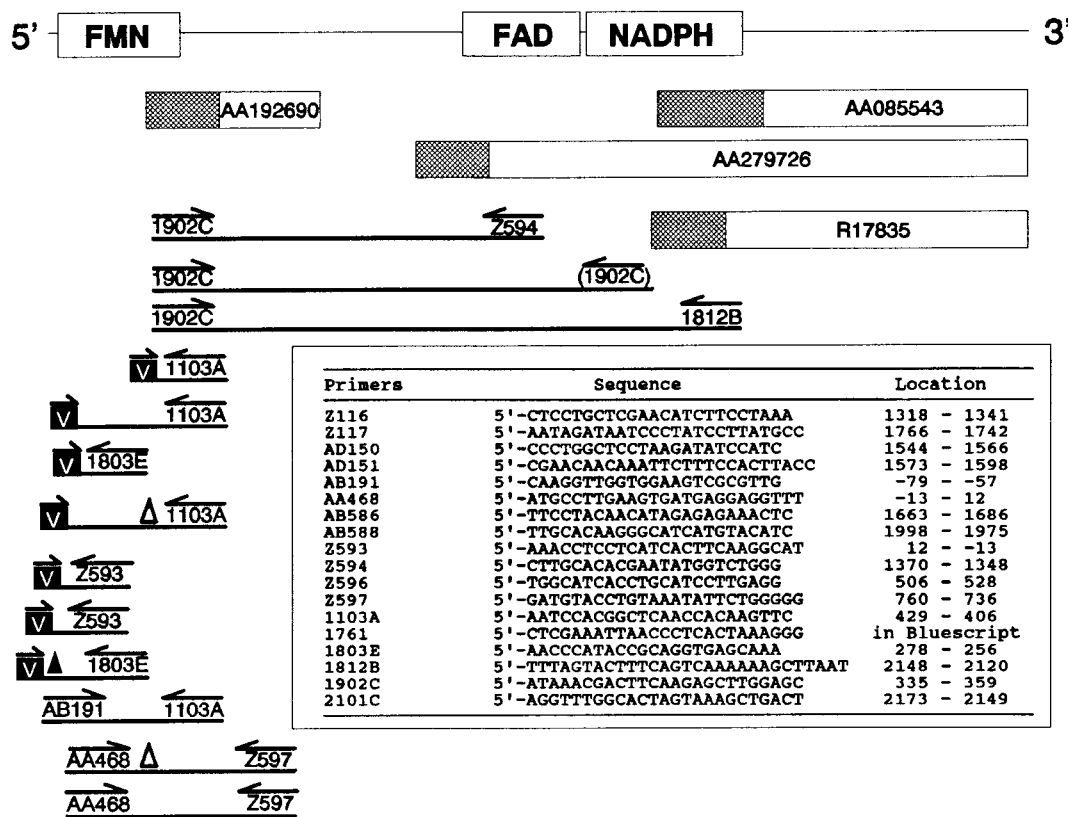 5' FMN FAD NADPH 3'
AA192690 AA085543
AA279726
1902C Z594 R17835
1902C (1902C)
1902C 1812B
V 1103A
V 1103A
V 1803E
V 1103A
V Z593
V Z593
V 1803E
AB191 1103A
AA468 Z597
AA468 Z597
Primers Sequence Location
Z116 5'-CTCCTGCTCGAACATCTTCCTAAA 1318 - 1341
Z117 5'-AATAGATAATCCCTATCCTTATGCC 1766 - 1742
AD150 5'-CCCTGGCTCCTAAGATATCCATC 1544 - 1566
AD151 5'-CGAACAACAAATTCTTTCCACTTACC 1573 - 1598
AB191 5'-CAAGGTTGGTGGAAGTCGCGTTG -79 - -57
AA468 5'-ATGCCTTGAAGTGATGAGGAGGTTT -13 - 12
AB586 5'-TTCCTACAACATAGAGAGAAACTC 1663 - 1686
AB588 5'-TTGCACAAGGGCATCATGTACATC 1998 - 1975
Z593 5'-AAACCTCCTCATCACTTCAAGGCAT 12 - -13
Z594 5'-CTTGCACACGAATATGGTCTGGG 1370 - 1348
Z596 5'-TGGCATCACCTGCATCCTTGAGG 506 - 528
Z597 5'-GATGTACCTGTAAATATTCTGGGGG 760 - 736
1103A 5'-AATCCACGGCTCAACCACAAGTTC 429 - 406
1761 5'-CTCGAAATTAACCCTCACTAAAGGG in Bluescript
1803E 5'-AACCCATACCGCAGGTGAGCAAA 278 - 256
1812B 5'-TTTAGTACTTTCAGTCAAAAAAGCTTAAT 2148 - 2120
1902C 5'-ATAAACGACTTCAAGAGCTTGGAGC 335 - 359
2101C 5'-AGGTTTGGCACTAGTAAAGCTGACT 2173 - 2149